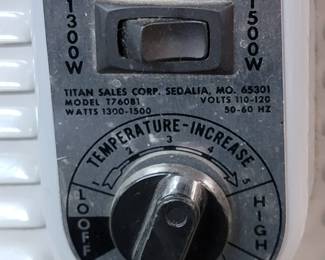 1300W
1500W
TITAN SALES CORP. SEDALIA, MO. 65301
MODEL T760B1 VOLTS 110-120
WATTS 1300-1500 50-60 HZ
TEMPERATURE-INCREASE
1 2 3 4 5
LO OFF HIGH